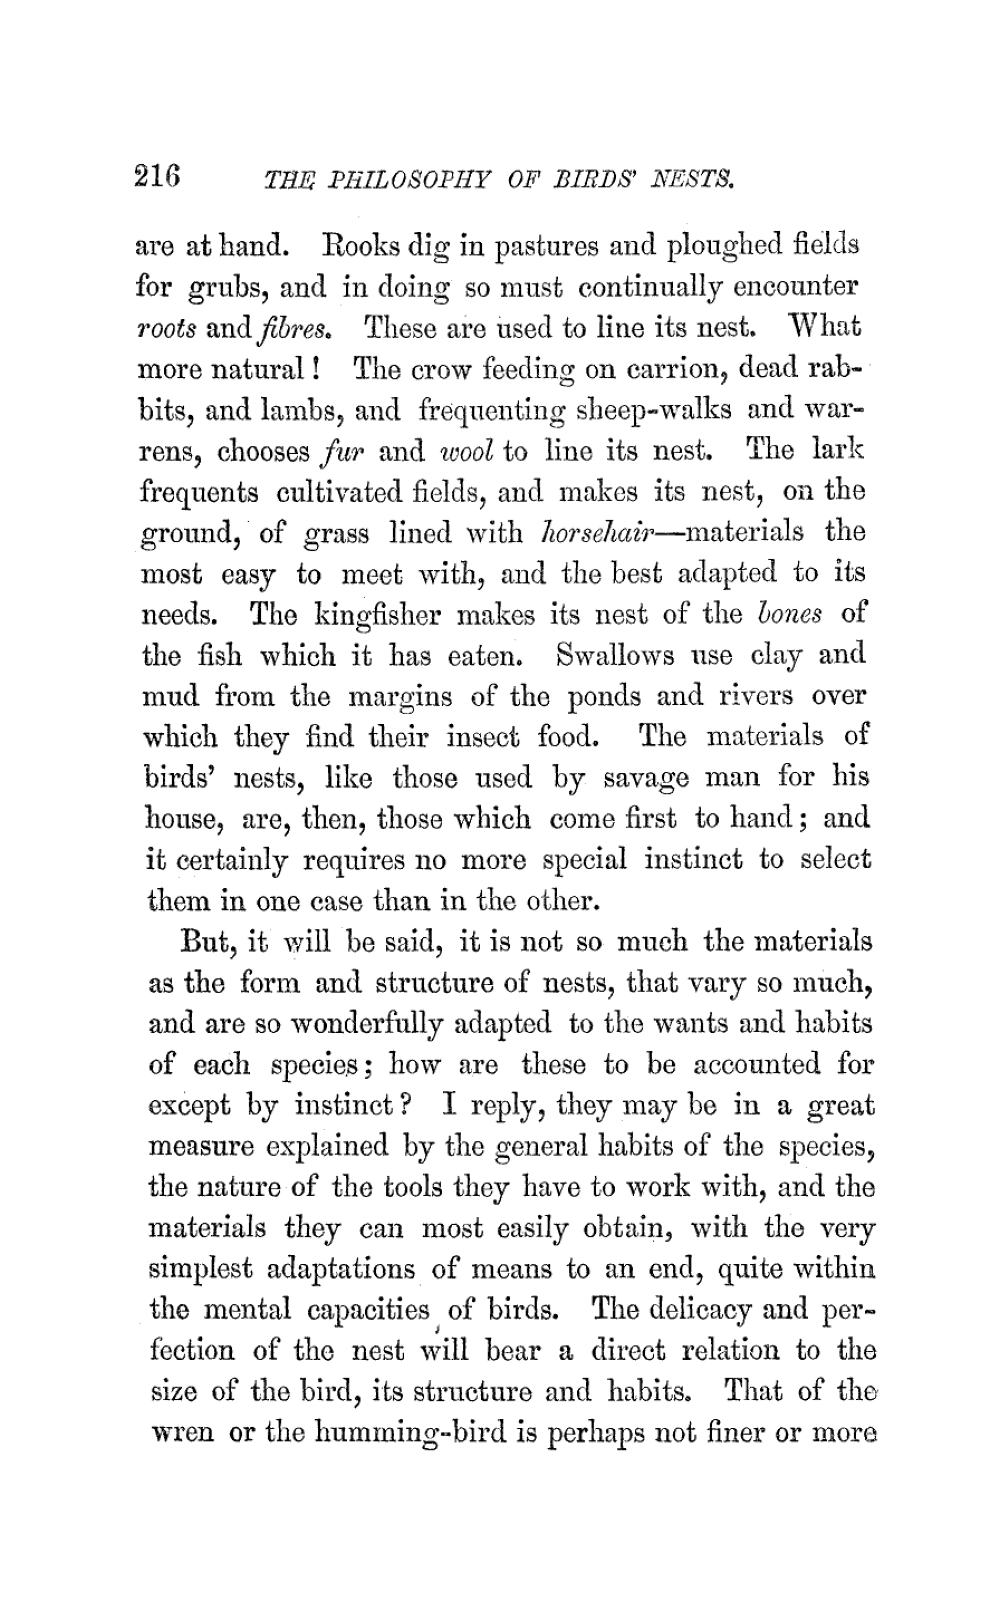 216 THE PHILOSOPHY OF BIRDS' NESTS.
are at hand. Rooks dig in pastures and ploughed fields
for grubs, and in doing so must continually encounter
roots and fibres. These are used to line its nest. What
more natural! The crow feeding on carrion, dead rab-
bits, and lambs, and frequenting sheep-walks and war-
rens, chooses fur and wool to line its nest. The lark
frequents cultivated fields, and makes its nest, on the
ground, of grass lined with horsehair—materials the
most easy to meet with, and the best adapted to its
needs. The kingfisher makes its nest of the bones of
the fish which it has eaten. Swallows use clay and
mud from the margins of the ponds and rivers over
which they find their insect food. The materials of
birds' nests, like those used by savage man for his
house, are, then, those which come first to hand; and
it certainly requires no more special instinct to select
them in one case than in the other.
But, it will be said, it is not so much the materials
as the form and structure of nests, that vary so much,
and are so wonderfully adapted to the wants and habits
of each species; how are these to be accounted for
except by instinct? I reply, they may be in a great
measure explained by the general habits of the species,
the nature of the tools they have to work with, and the
materials they can most easily obtain, with the very
simplest adaptations of means to an end, quite within
the mental capacities of birds. The delicacy and per-
fection of the nest will bear a direct relation to the
size of the bird, its structure and habits. That of the
wren or the humming-bird is perhaps not finer or more